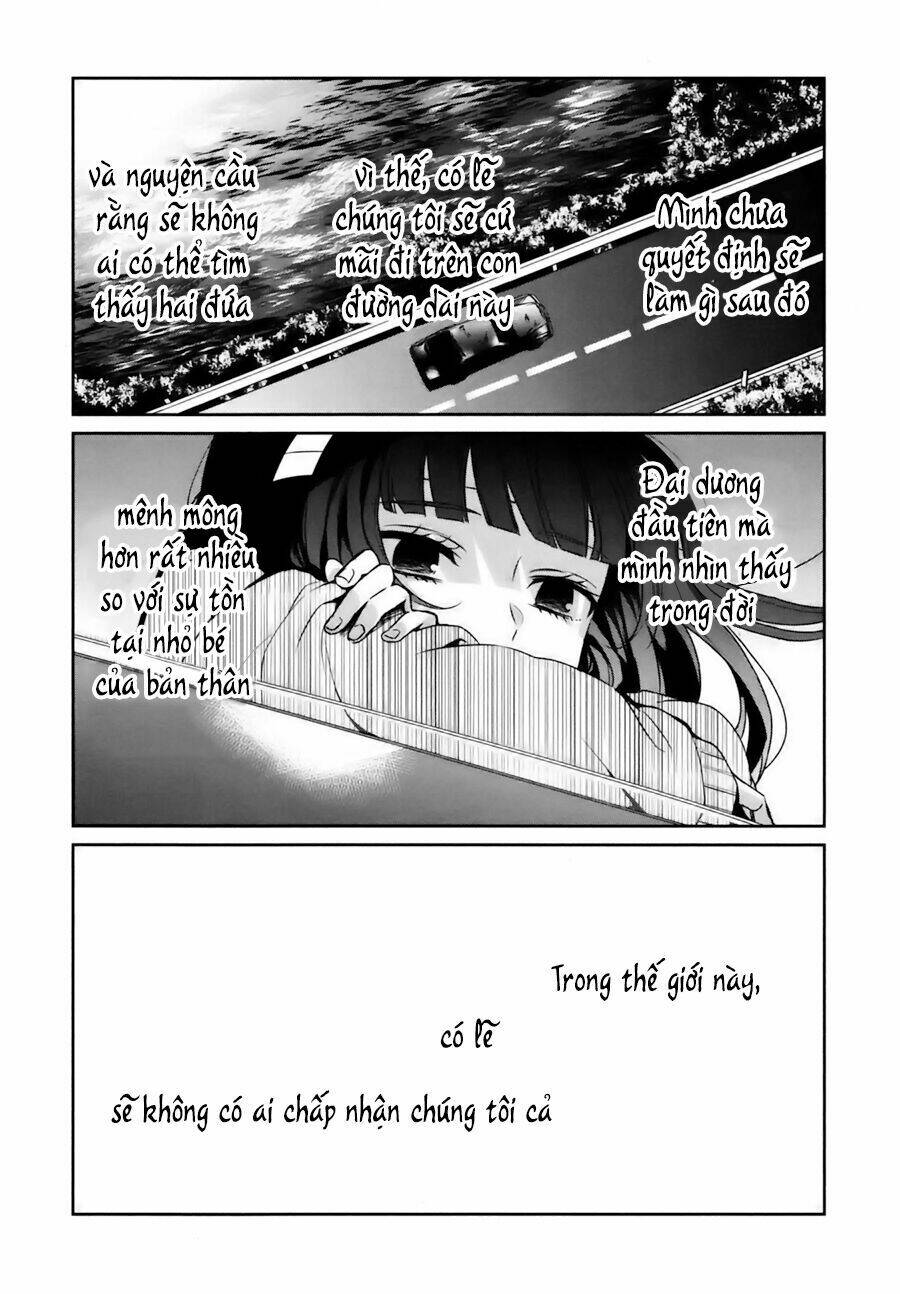 Mình chưa
quyết định sẽ
làm gì sau đó
vì thế, có lẽ
chúng tôi sẽ cứ
mãi đi trên con
đường dài này
và nguyện cầu
rằng sẽ không
ai có thể tìm
thấy hai đứa
Đại dương
đầu tiên mà
mình nhìn thấy
trong đời
mênh mông
hơn rất nhiều
so với sự tồn
tại nhỏ bé
của bản thân
Trong thế giới này,
có lẽ
sẽ không có ai chấp nhận chúng tôi cả